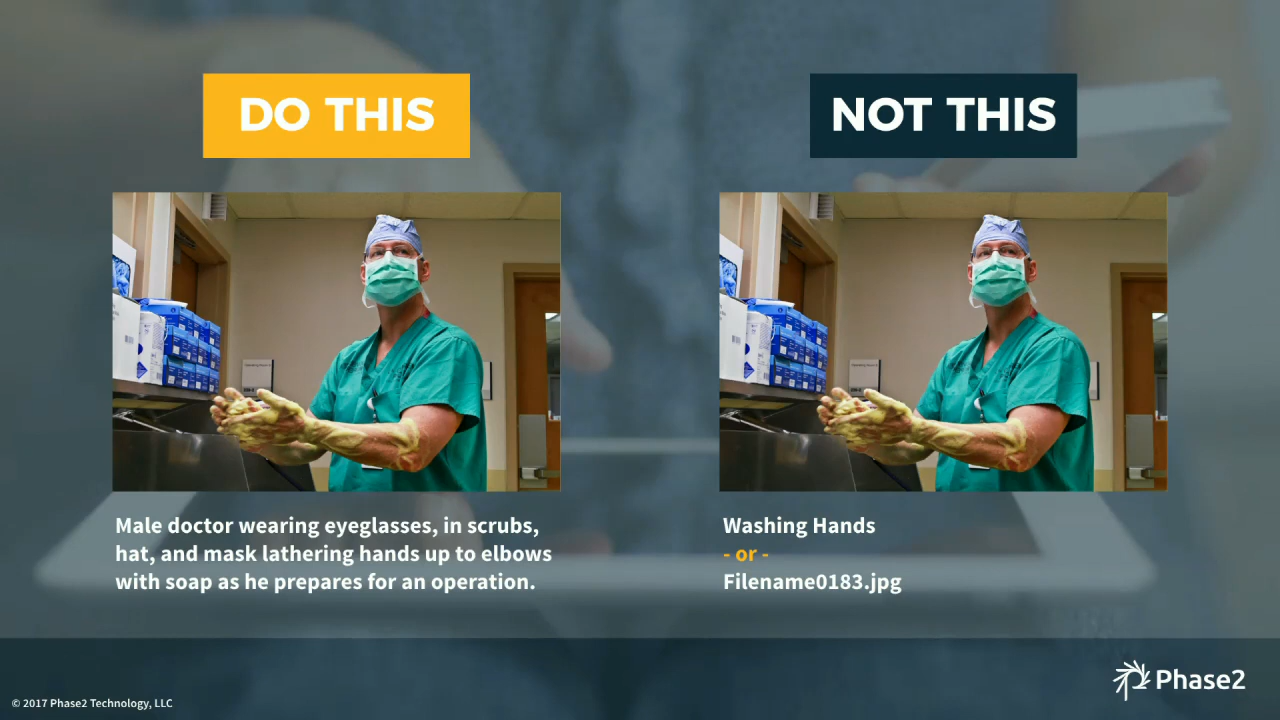 DO THIS
NOT THIS
Male doctor wearing eyeglasses, in scrubs,
hat, and mask lathering hands up to elbows
with soap as he prepares for an operation.
Washing Hands
- or -
Filename0183.jpg
Phase2
© 2017 Phase2 Technology, LLC